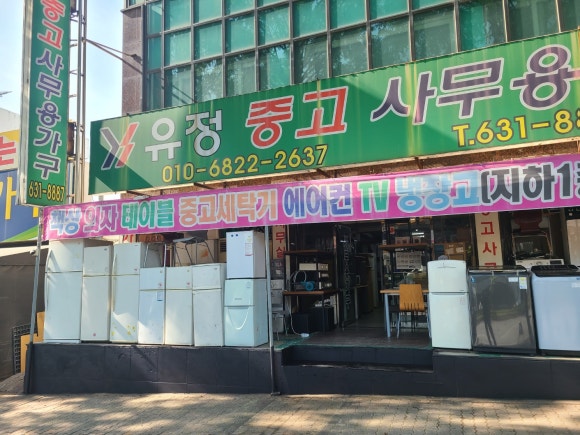 중고사무용가구
631-8887
유정 중고 사무용
010-6822-2637
T.631-88
책상 의자 테이블 중고세탁기 에어컨 TV 냉장고(지하1층
고사무